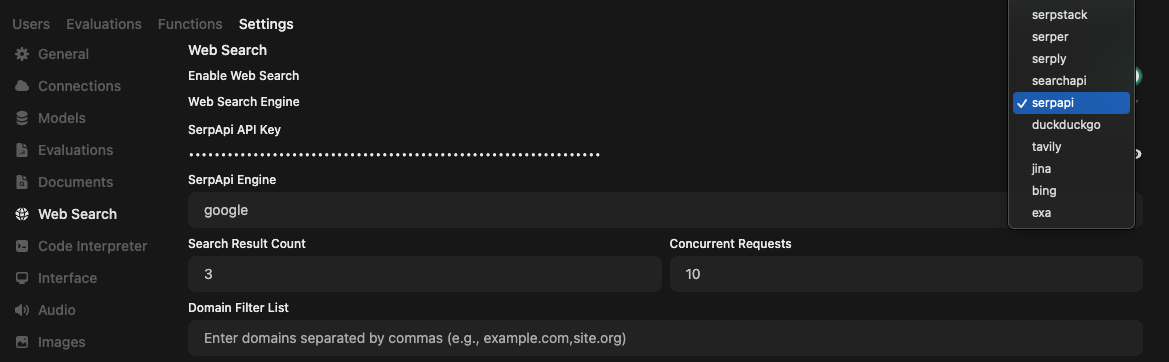 Users Evaluations Functions Settings
General
Connections
Models
Evaluations
Documents
Web Search
Code Interpreter
Interface
Audio
Images
Web Search
Enable Web Search
Web Search Engine
SerpApi API Key
••••••••••••••••••••••••••••••••••••••••••••••••••••••••••••••••
SerpApi Engine
google
Search Result Count Concurrent Requests
3 10
Domain Filter List
Enter domains separated by commas (e.g., example.com,site.org)
serpstack
serper
serply
searchapi
✓ serpapi
duckduckgo
tavily
jina
bing
exa